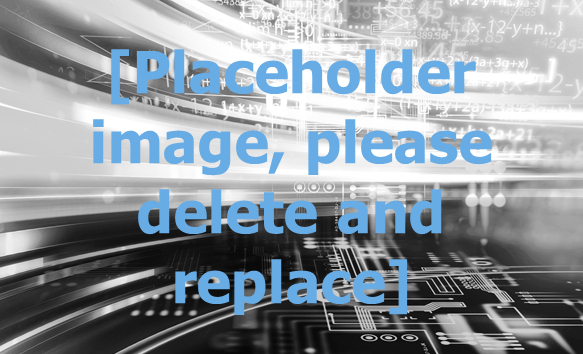 [Placeholder
image, please
delete and
replace]